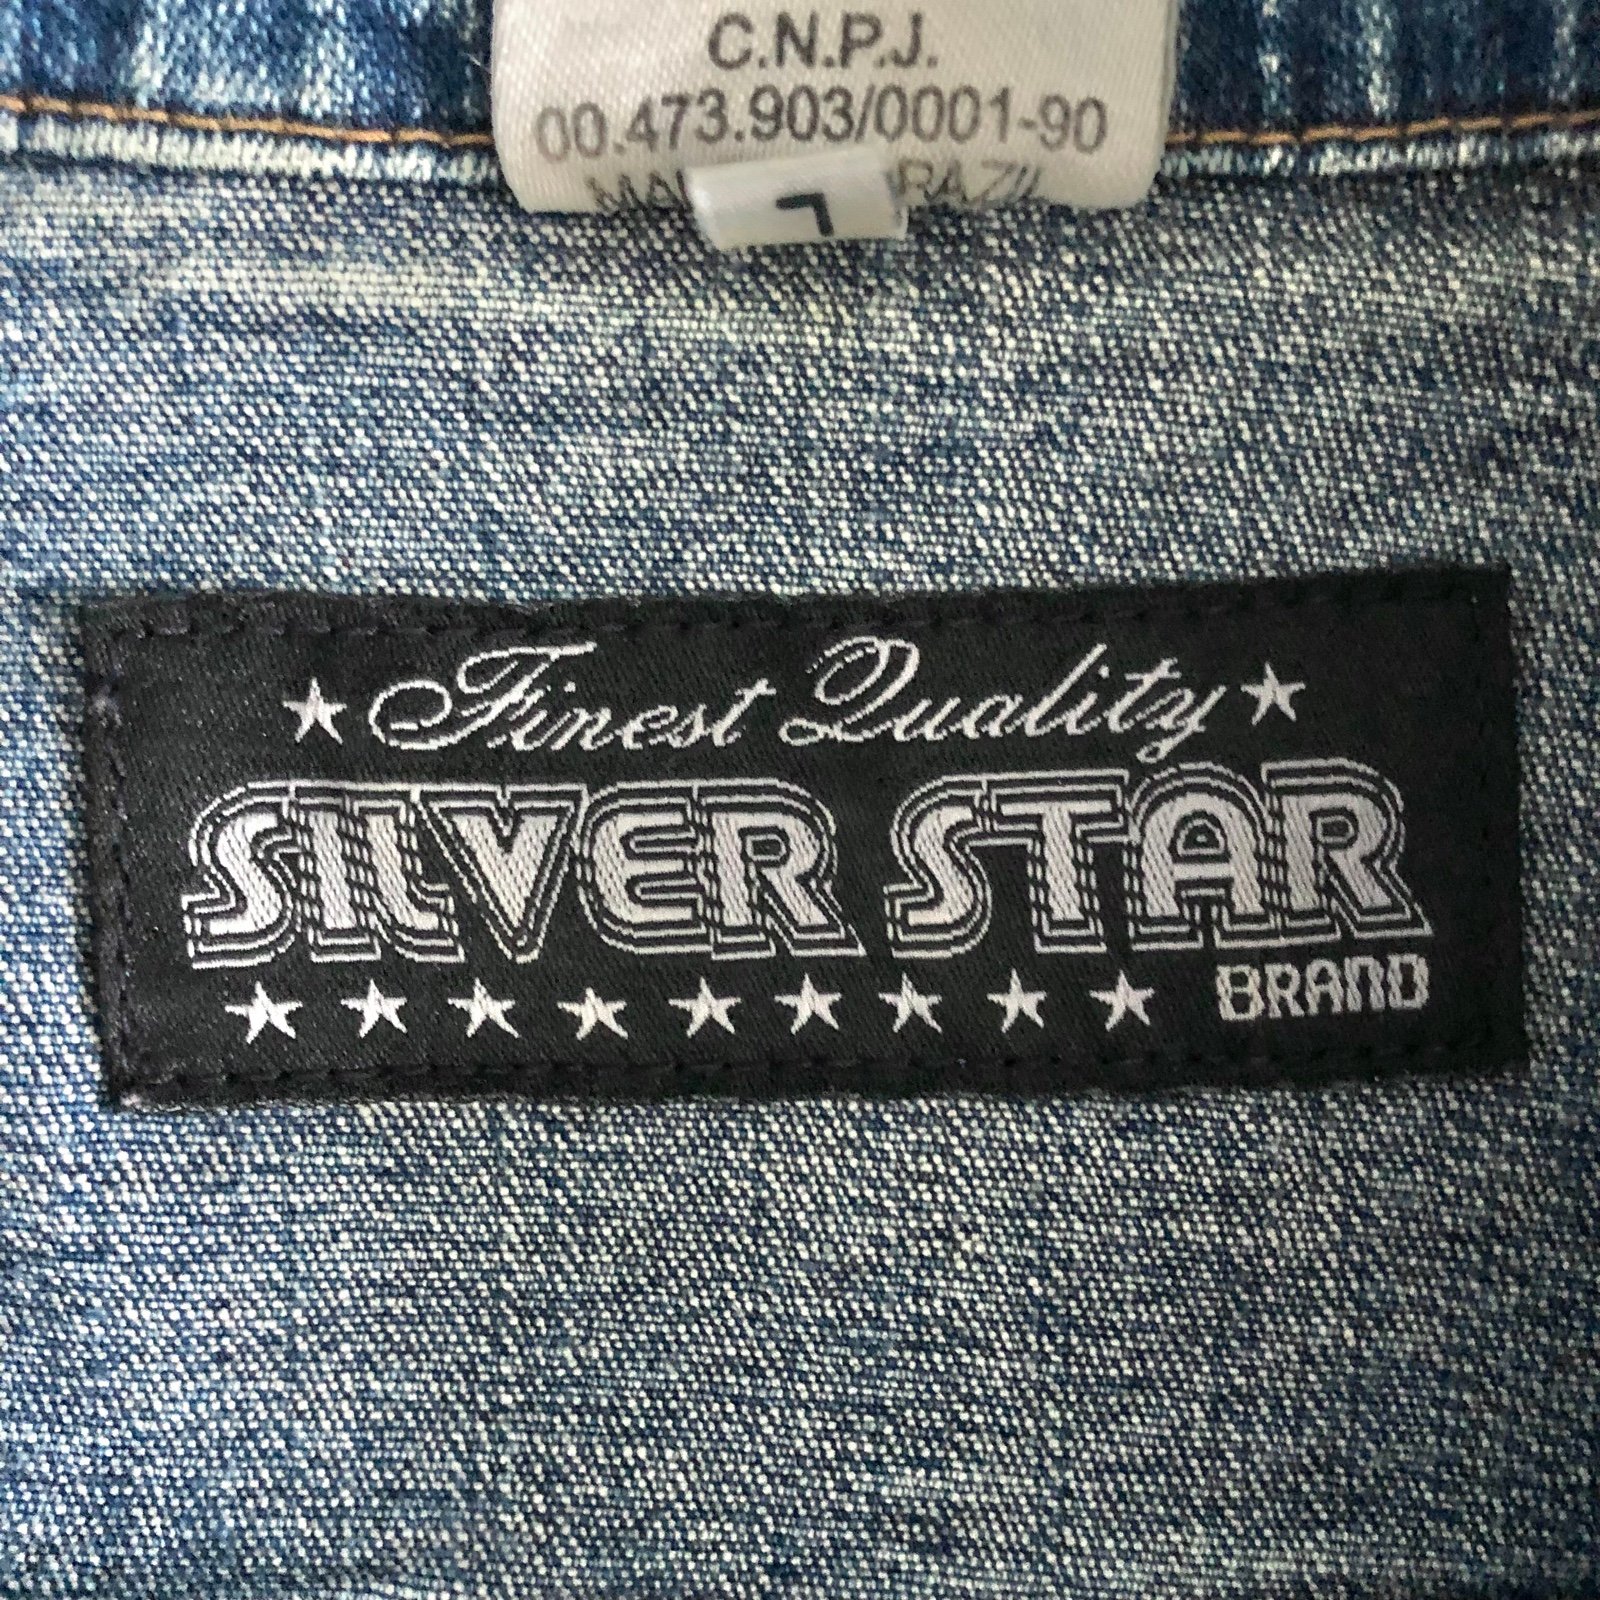 C.N.P.J.
00.473.903/0001-90
Finest Quality
SILVER STAR
BRAND